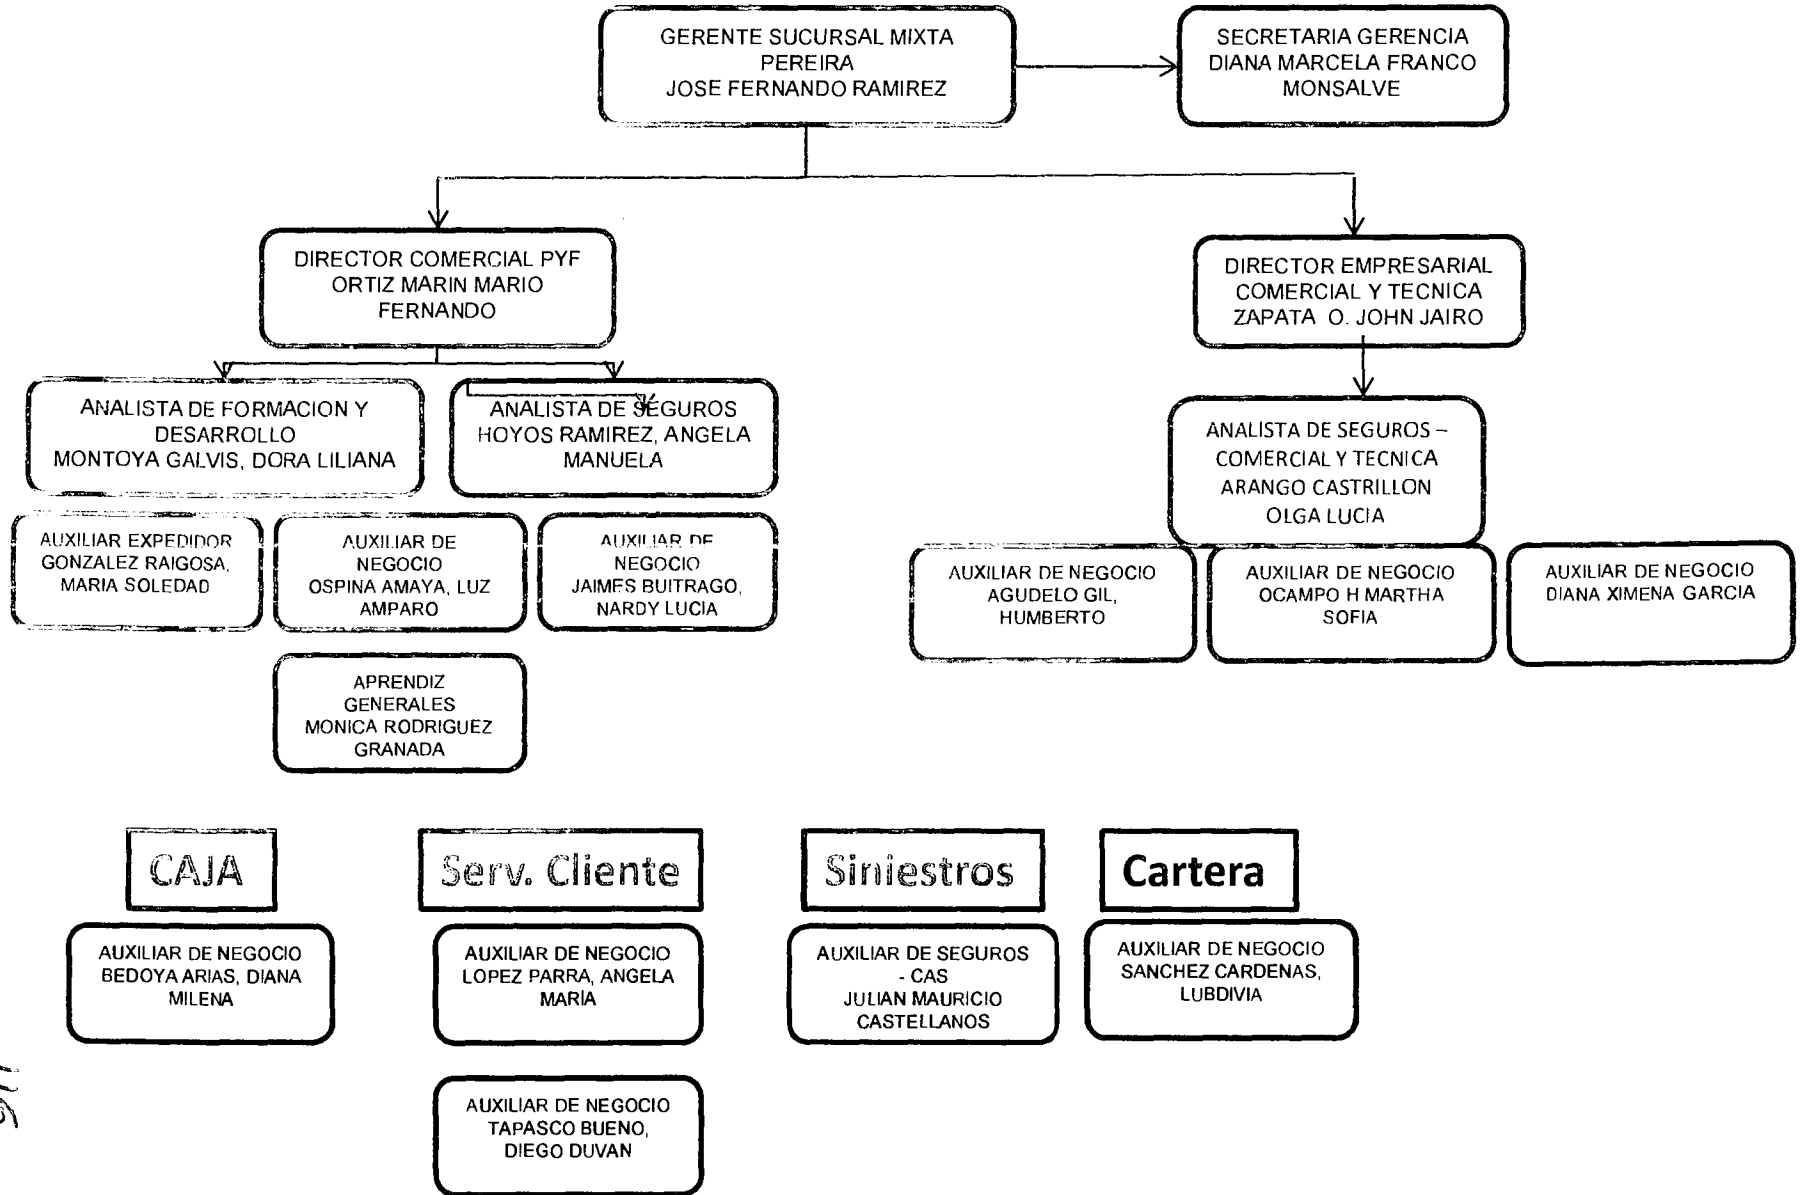 GERENTE SUCURSAL MIXTA
PEREIRA
JOSE FERNANDO RAMIREZ
SECRETARIA GERENCIA
DIANA MARCELA FRANCO
MONSALVE
DIRECTOR COMERCIAL PYF
ORTIZ MARIN MARIO
FERNANDO
DIRECTOR EMPRESARIAL
COMERCIAL Y TECNICA
ZAPATA O. JOHN JAIRO
ANALISTA DE FORMACION Y
DESARROLLO
MONTOYA GALVIS, DORA LILIANA
ANALISTA DE SEGUROS
HOYOS RAMIREZ, ANGELA
MANUELA
ANALISTA DE SEGUROS –
COMERCIAL Y TECNICA
ARANGO CASTRILLON
OLGA LUCIA
AUXILIAR EXPEDIDOR
GONZALEZ RAIGOSA,
MARIA SOLEDAD
AUXILIAR DE
NEGOCIO
OSPINA AMAYA, LUZ
AMPARO
AUXILIAR DE
NEGOCIO
JAIMES BUITRAGO,
NARDY LUCIA
AUXILIAR DE NEGOCIO
AGUDELO GIL,
HUMBERTO
AUXILIAR DE NEGOCIO
OCAMPO H MARTHA
SOFIA
AUXILIAR DE NEGOCIO
DIANA XIMENA GARCIA
APRENDIZ
GENERALES
MONICA RODRIGUEZ
GRANADA
CAJA
Serv. Cliente
Siniestros
Cartera
AUXILIAR DE NEGOCIO
BEDOYA ARIAS, DIANA
MILENA
AUXILIAR DE NEGOCIO
LOPEZ PARRA, ANGELA
MARIA
AUXILIAR DE SEGUROS
- CAS
JULIAN MAURICIO
CASTELLANOS
AUXILIAR DE NEGOCIO
SANCHEZ CARDENAS,
LUBDIVIA
AUXILIAR DE NEGOCIO
TAPASCO BUENO,
DIEGO DUVAN